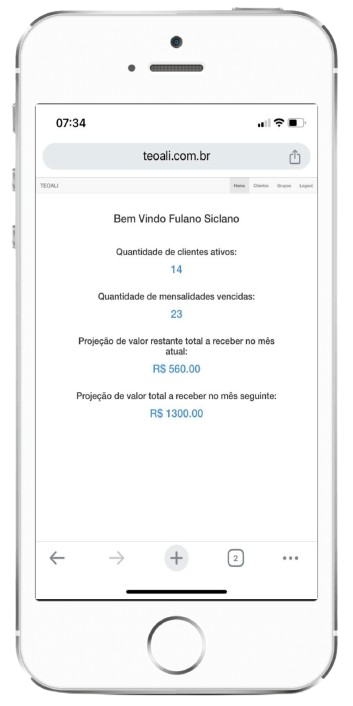 07:34
teoali.com.br
TEOALI Home Clientes Grupos Logout
Bem Vindo Fulano Siclano
Quantidade de clientes ativos:
14
Quantidade de mensalidades vencidas:
23
Projeção de valor restante total a receber no mês
atual:
R$ 560.00
Projeção de valor total a receber no mês seguinte:
R$ 1300.00
2